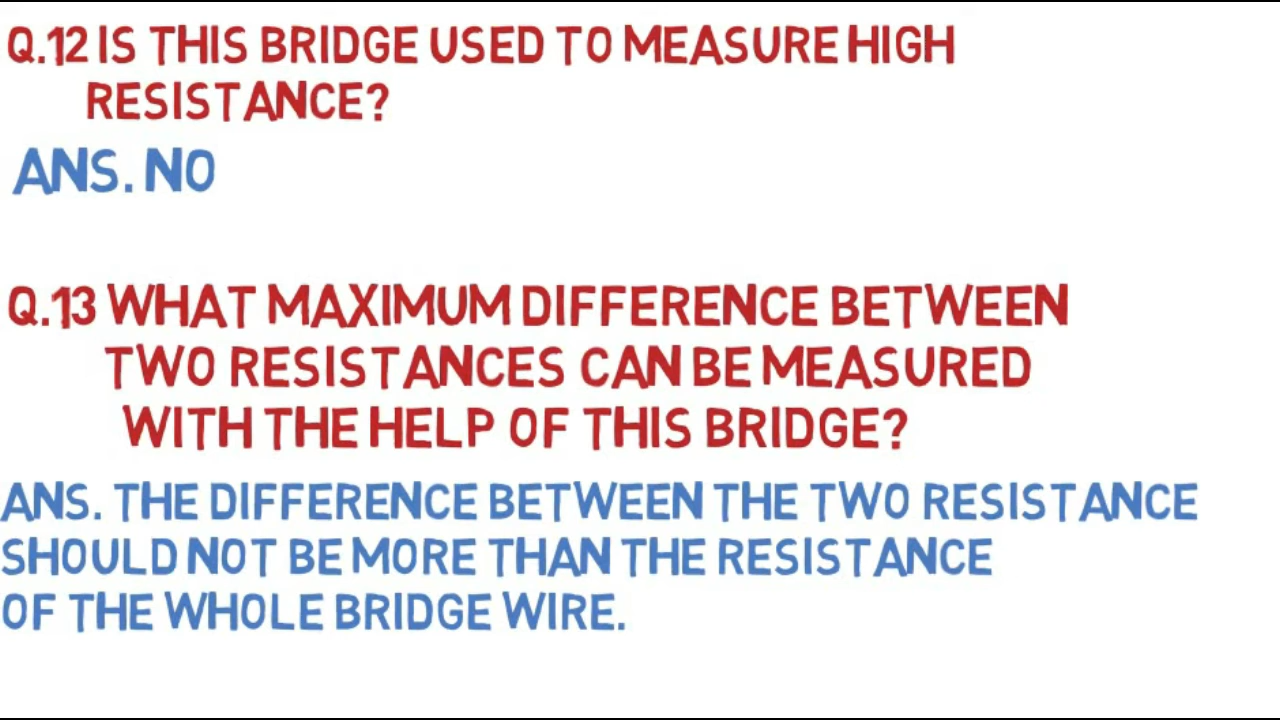 Q.12 IS THIS BRIDGE USED TO MEASURE HIGH
RESISTANCE?
ANS. NO
Q.13 WHAT MAXIMUM DIFFERENCE BETWEEN
TWO RESISTANCES CAN BE MEASURED
WITH THE HELP OF THIS BRIDGE?
ANS. THE DIFFERENCE BETWEEN THE TWO RESISTANCE
SHOULD NOT BE MORE THAN THE RESISTANCE
OF THE WHOLE BRIDGE WIRE.